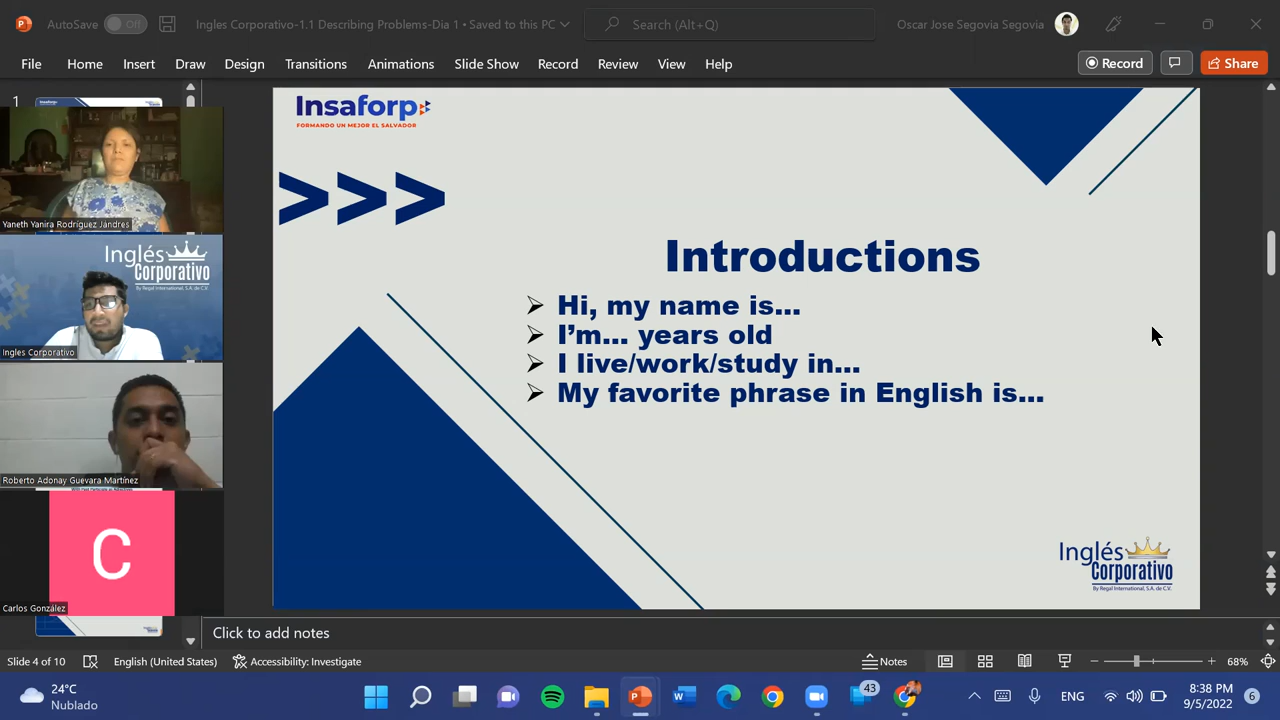 AutoSave Off Ingles Corporativo-1.1 Describing Problems-Dia 1 • Saved to this PC Search (Alt+Q) Oscar Jose Segovia Segovia
File Home Insert Draw Design Transitions Animations Slide Show Record Review View Help Record Share
1
Yaneth Yanira Rodríguez Jandres
Inglés
Corporativo
By Regal International, S.A. de C.V.
Ingles Corporativo
Roberto Adonay Guevara Martínez
C
Carlos González
Insaforp
FORMANDO UN MEJOR EL SALVADOR
>>>
Introductions
Hi, my name is...
I'm... years old
I live/work/study in...
My favorite phrase in English is...
Inglés
Corporativo
By Regal International, S.A. de C.V.
Click to add notes
Slide 4 of 10 English (United States) Accessibility: Investigate Notes 68%
24°C
Nublado
43
ENG
8:38 PM
9/5/2022
6